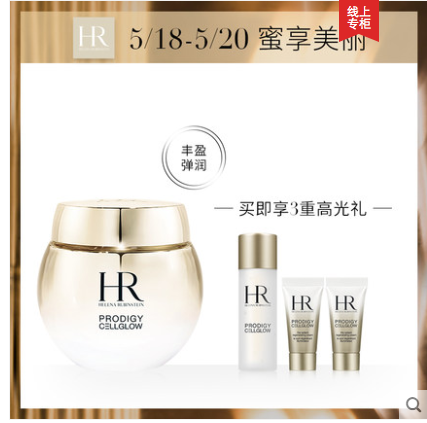 HR
5/18-5/20 蜜享美丽
线上
专柜
丰盈
弹润
买即享3重高光礼
HR
HELENA RUBINSTEIN
PRODIGY
CELLGLOW
HR
PRODIGY
CELLGLOW
HR
PRODIGY
CELLGLOW
HR
PRODIGY
CELLGLOW